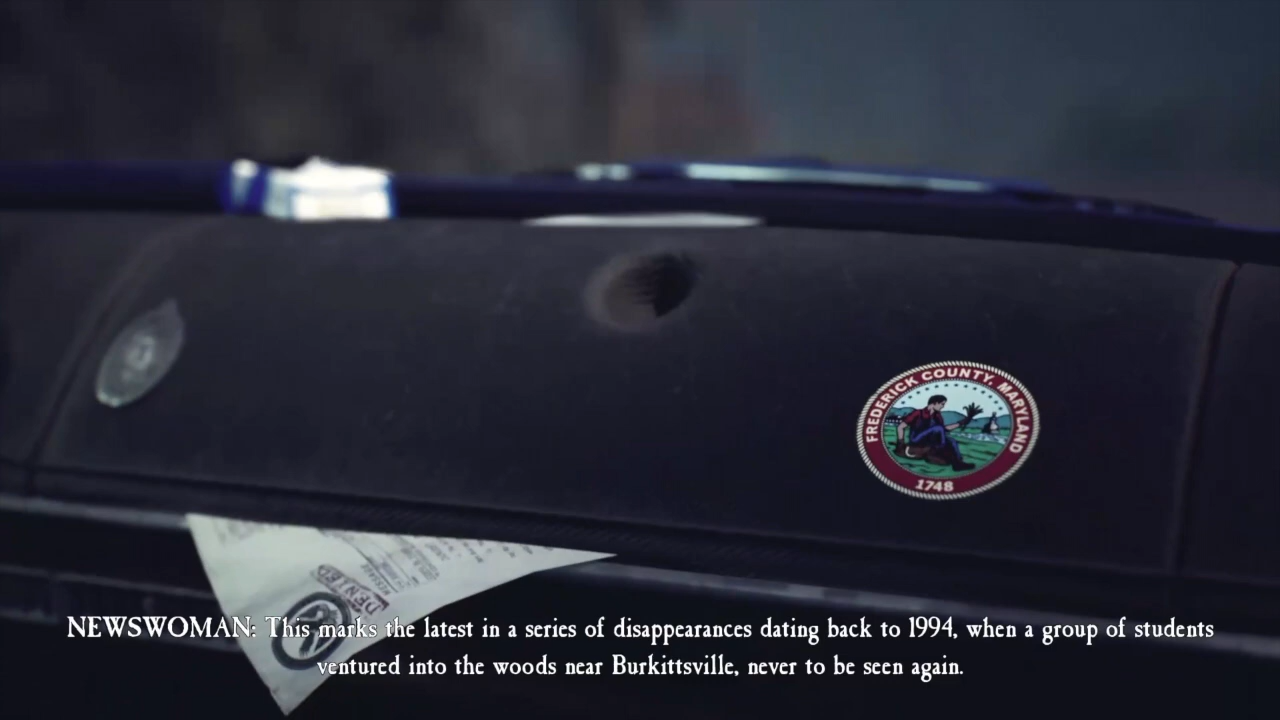 FREDERICK COUNTY, MARYLAND
1748
DENIED
NEWSWOMAN: This marks the latest in a series of disappearances dating back to 1994, when a group of students
ventured into the woods near Burkittsville, never to be seen again.